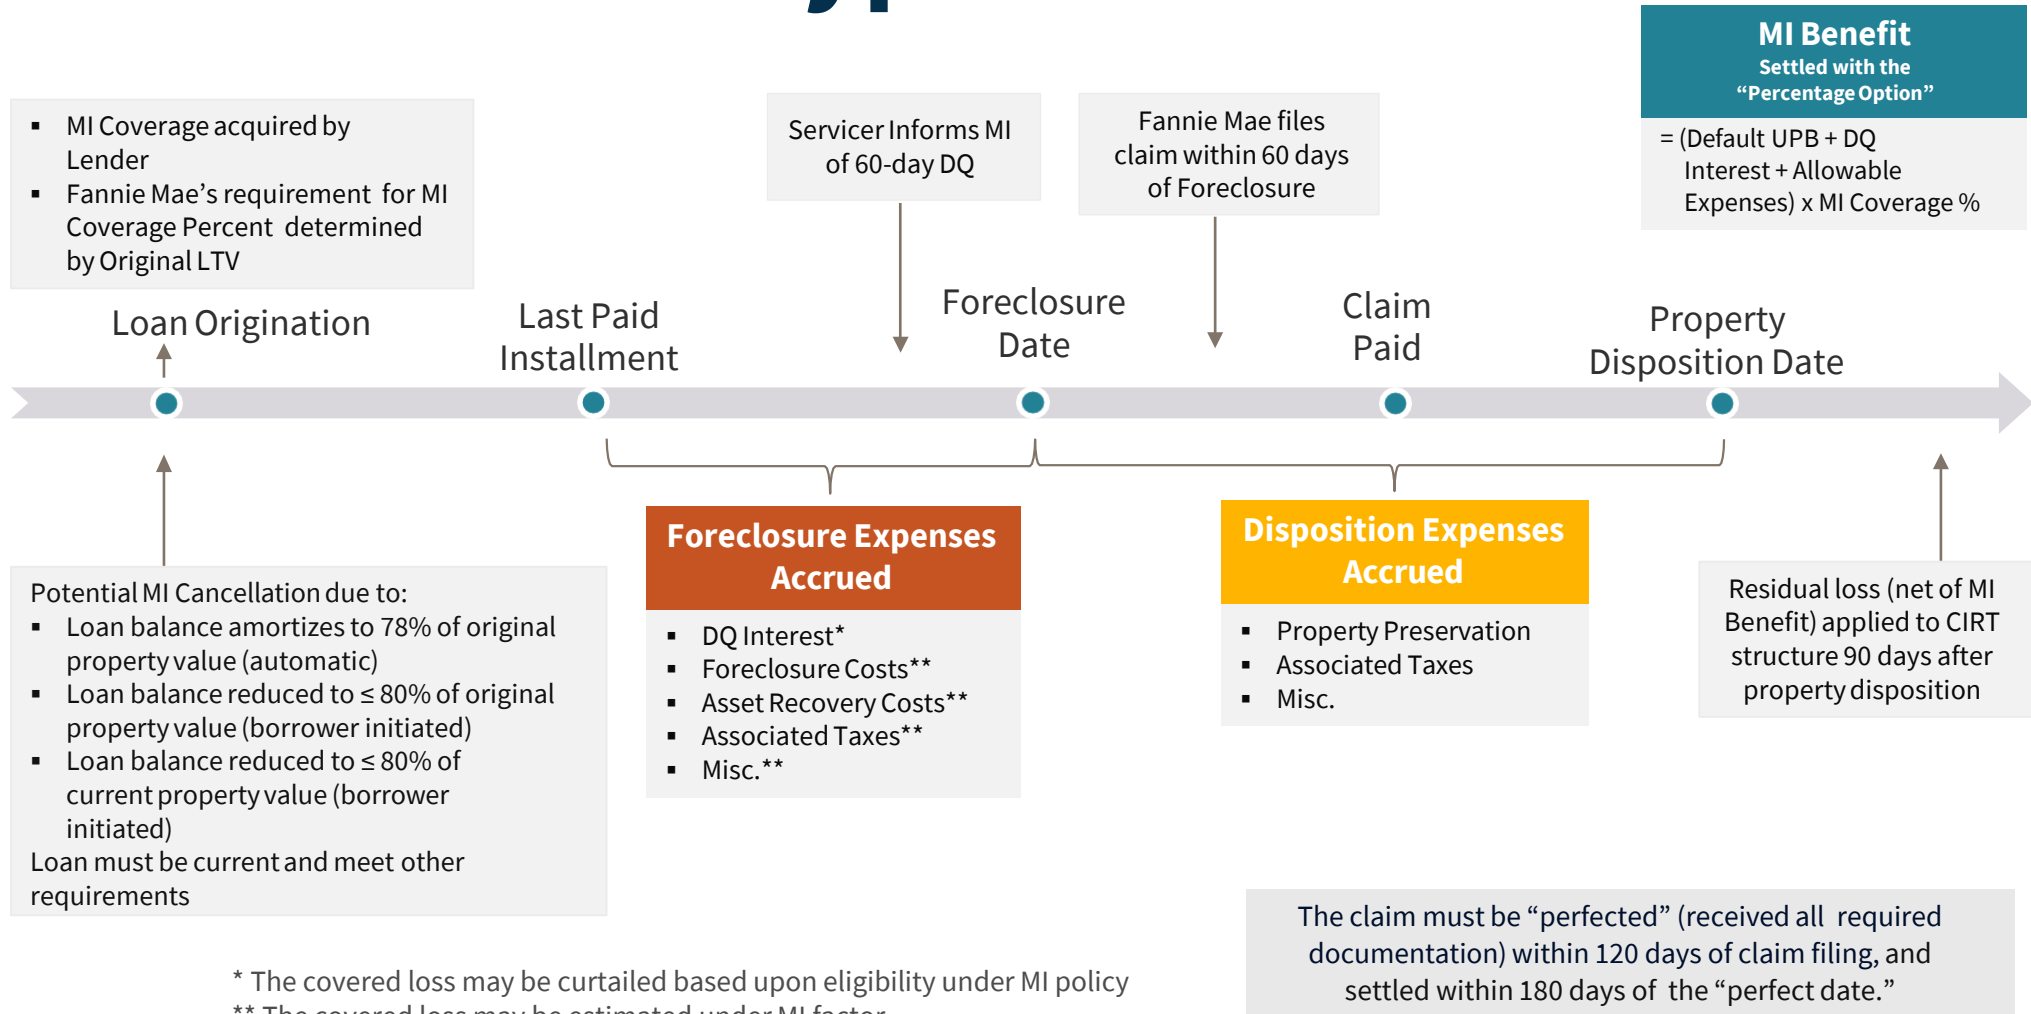 MI Benefit
Settled with the
“Percentage Option”
= (Default UPB + DQ
Interest + Allowable
Expenses) x MI Coverage %
▪ MI Coverage acquired by
Lender
▪ Fannie Mae’s requirement for MI
Coverage Percent determined
by Original LTV
Servicer Informs MI
of 60-day DQ
Fannie Mae files
claim within 60 days
of Foreclosure
Loan Origination
Last Paid
Installment
Foreclosure
Date
Claim
Paid
Property
Disposition Date
Potential MI Cancellation due to:
▪ Loan balance amortizes to 78% of original
property value (automatic)
▪ Loan balance reduced to ≤ 80% of original
property value (borrower initiated)
▪ Loan balance reduced to ≤ 80% of
current property value (borrower
initiated)
Loan must be current and meet other
requirements
Foreclosure Expenses
Accrued
▪ DQ Interest*
▪ Foreclosure Costs**
▪ Asset Recovery Costs**
▪ Associated Taxes**
▪ Misc.**
Disposition Expenses
Accrued
▪ Property Preservation
▪ Associated Taxes
▪ Misc.
Residual loss (net of MI
Benefit) applied to CIRT
structure 90 days after
property disposition
The claim must be “perfected” (received all required
documentation) within 120 days of claim filing, and
settled within 180 days of the “perfect date.”
* The covered loss may be curtailed based upon eligibility under MI policy
** The covered loss may be estimated under MI factor